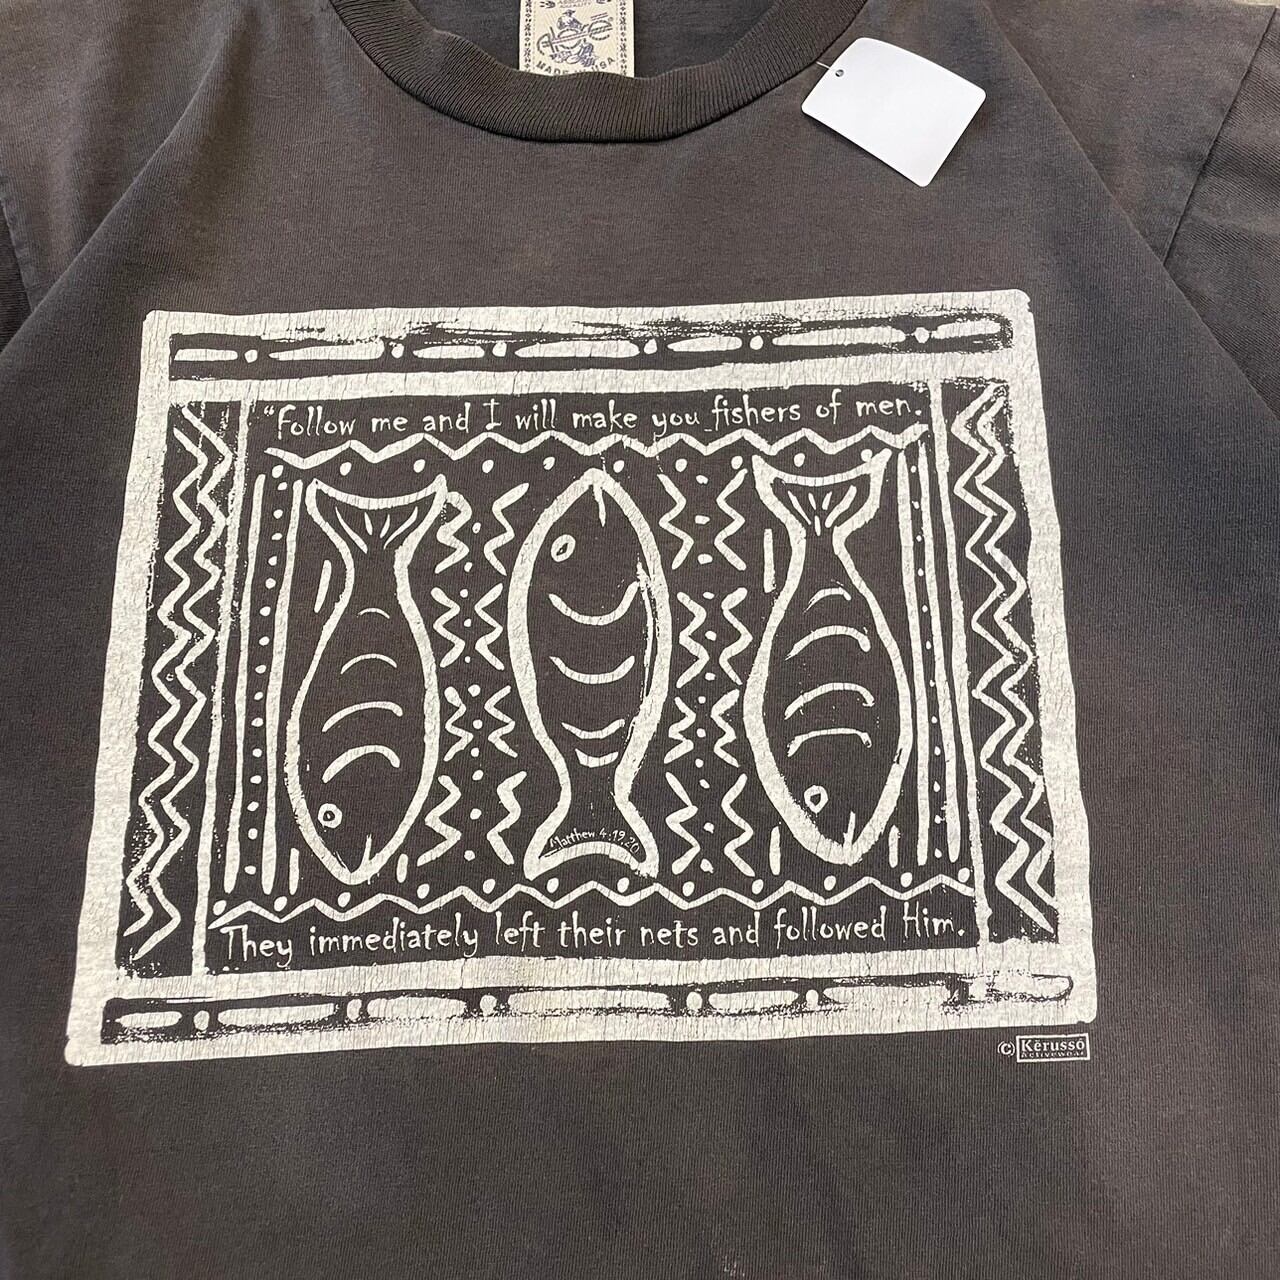 MADE IN USA
“Follow me and I will make you fishers of men.
Matthew 4:19,20
They immediately left their nets and followed Him.
© Kērussō
Activewear